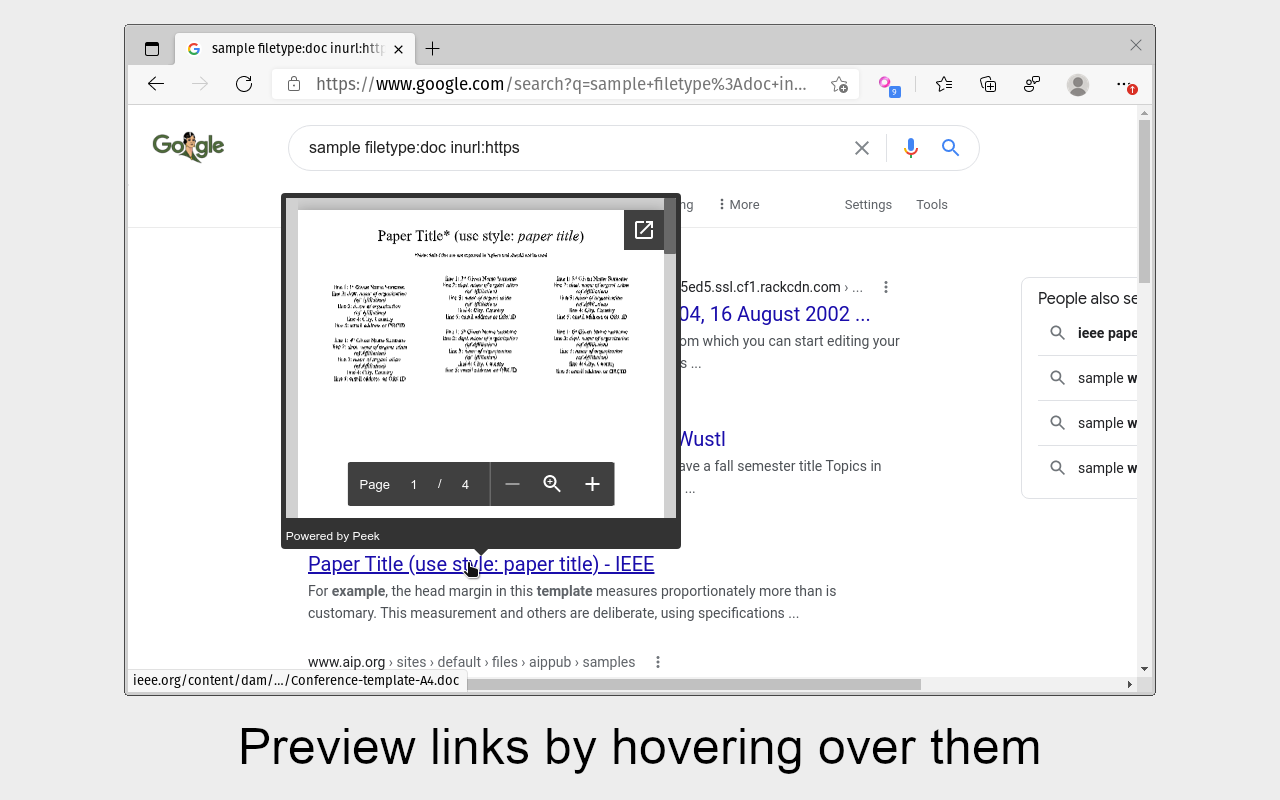 sample filetype:doc inurl:http
https://www.google.com/search?q=sample+filetype%3Adoc+in...
9
Google
sample filetype:doc inurl:https
ng
More
Settings
Tools
Paper Title* (use style: paper title)
5ed5.ssl.cf1.rackcdn.com › ...
04, 16 August 2002 ...
om which you can start editing your
s ...
People also se
ieee pape
sample w
sample w
sample w
Wustl
ave a fall semester title Topics in
...
Page 1 / 4
Powered by Peek
Paper Title (use style: paper title) - IEEE
For example, the head margin in this template measures proportionately more than is
customary. This measurement and others are deliberate, using specifications ...
www.aip.org › sites › default › files › aippub › samples
ieee.org/content/dam/.../Conference-template-A4.doc
Preview links by hovering over them